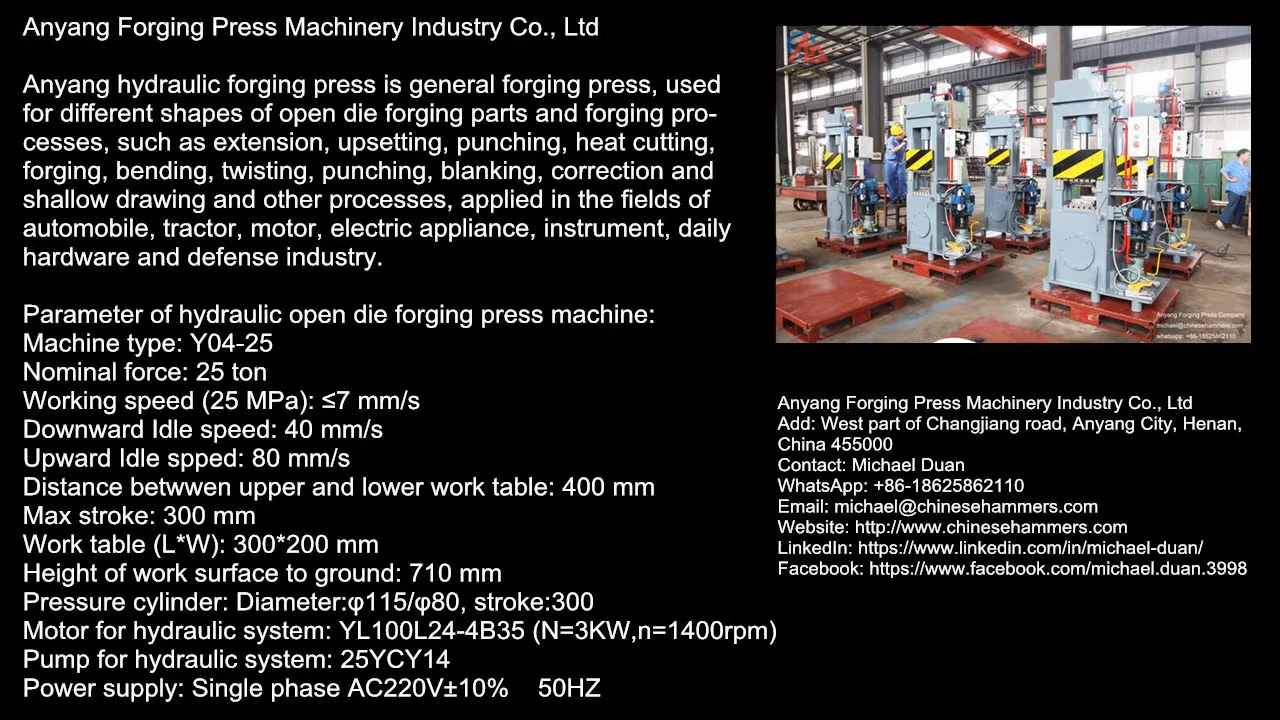 Anyang Forging Press Machinery Industry Co., Ltd
Anyang hydraulic forging press is general forging press, used
for different shapes of open die forging parts and forging pro-
cesses, such as extension, upsetting, punching, heat cutting,
forging, bending, twisting, punching, blanking, correction and
shallow drawing and other processes, applied in the fields of
automobile, tractor, motor, electric appliance, instrument, daily
hardware and defense industry.
Parameter of hydraulic open die forging press machine:
Machine type: Y04-25
Nominal force: 25 ton
Working speed (25 MPa): ≤7 mm/s
Downward Idle speed: 40 mm/s
Upward Idle spped: 80 mm/s
Distance betwwen upper and lower work table: 400 mm
Max stroke: 300 mm
Work table (L*W): 300*200 mm
Height of work surface to ground: 710 mm
Pressure cylinder: Diameter:φ115/φ80, stroke:300
Motor for hydraulic system: YL100L24-4B35 (N=3KW,n=1400rpm)
Pump for hydraulic system: 25YCY14
Power supply: Single phase AC220V±10% 50HZ
Anyang Forging Press Company
michael@chinesehammers.com
whatsapp: +86-18625862110
Anyang Forging Press Machinery Industry Co., Ltd
Add: West part of Changjiang road, Anyang City, Henan,
China 455000
Contact: Michael Duan
WhatsApp: +86-18625862110
Email: michael@chinesehammers.com
Website: http://www.chinesehammers.com
LinkedIn: https://www.linkedin.com/in/michael-duan/
Facebook: https://www.facebook.com/michael.duan.3998